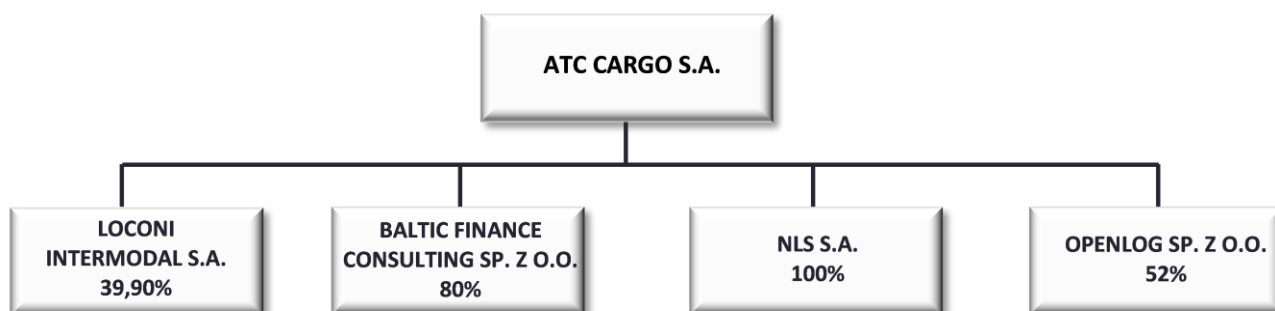 ATC CARGO S.A.
LOCONI
INTERMODAL S.A.
39,90%
BALTIC FINANCE
CONSULTING SP. Z O.O.
80%
NLS S.A.
100%
OPENLOG SP. Z O.O.
52%